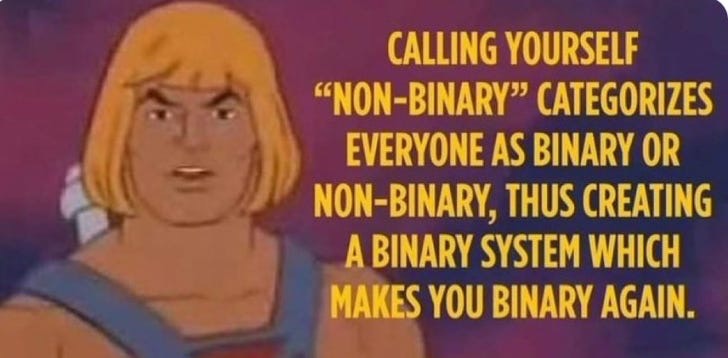 CALLING YOURSELF
“NON-BINARY” CATEGORIZES
EVERYONE AS BINARY OR
NON-BINARY, THUS CREATING
A BINARY SYSTEM WHICH
MAKES YOU BINARY AGAIN.